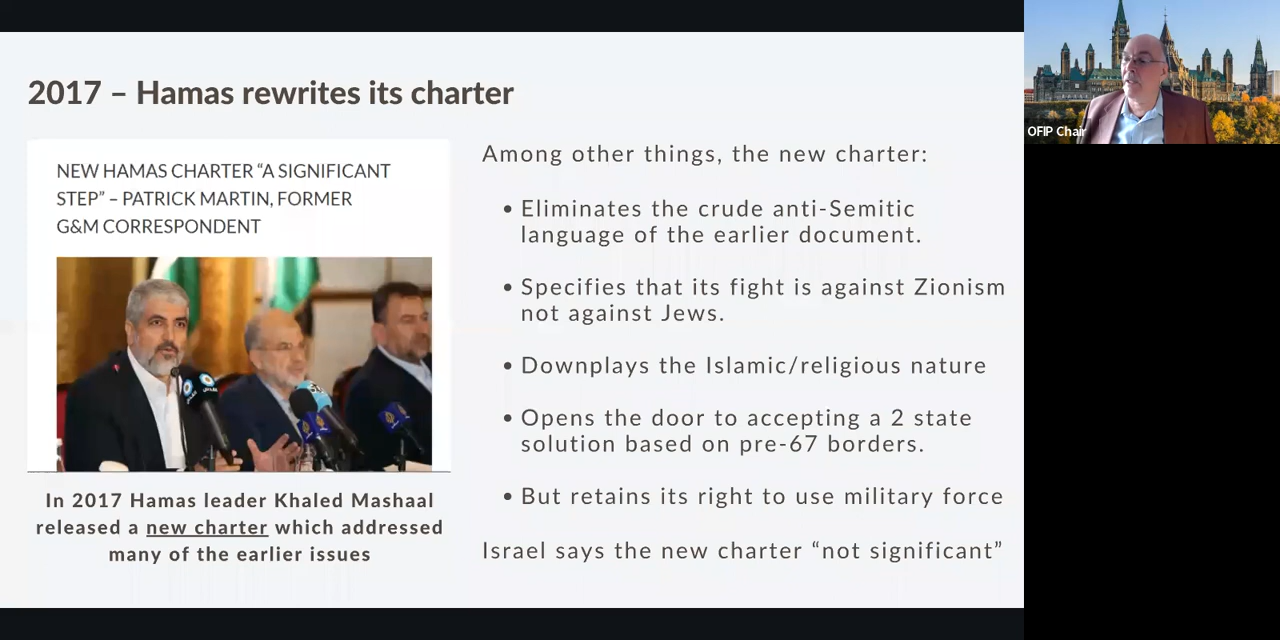 2017 – Hamas rewrites its charter
NEW HAMAS CHARTER “A SIGNIFICANT
STEP” – PATRICK MARTIN, FORMER
G&M CORRESPONDENT
In 2017 Hamas leader Khaled Mashaal
released a new charter which addressed
many of the earlier issues
Among other things, the new charter:
• Eliminates the crude anti-Semitic
language of the earlier document.
• Specifies that its fight is against Zionism
not against Jews.
• Downplays the Islamic/religious nature
• Opens the door to accepting a 2 state
solution based on pre-67 borders.
• But retains its right to use military force
Israel says the new charter “not significant”
OFIP Chair